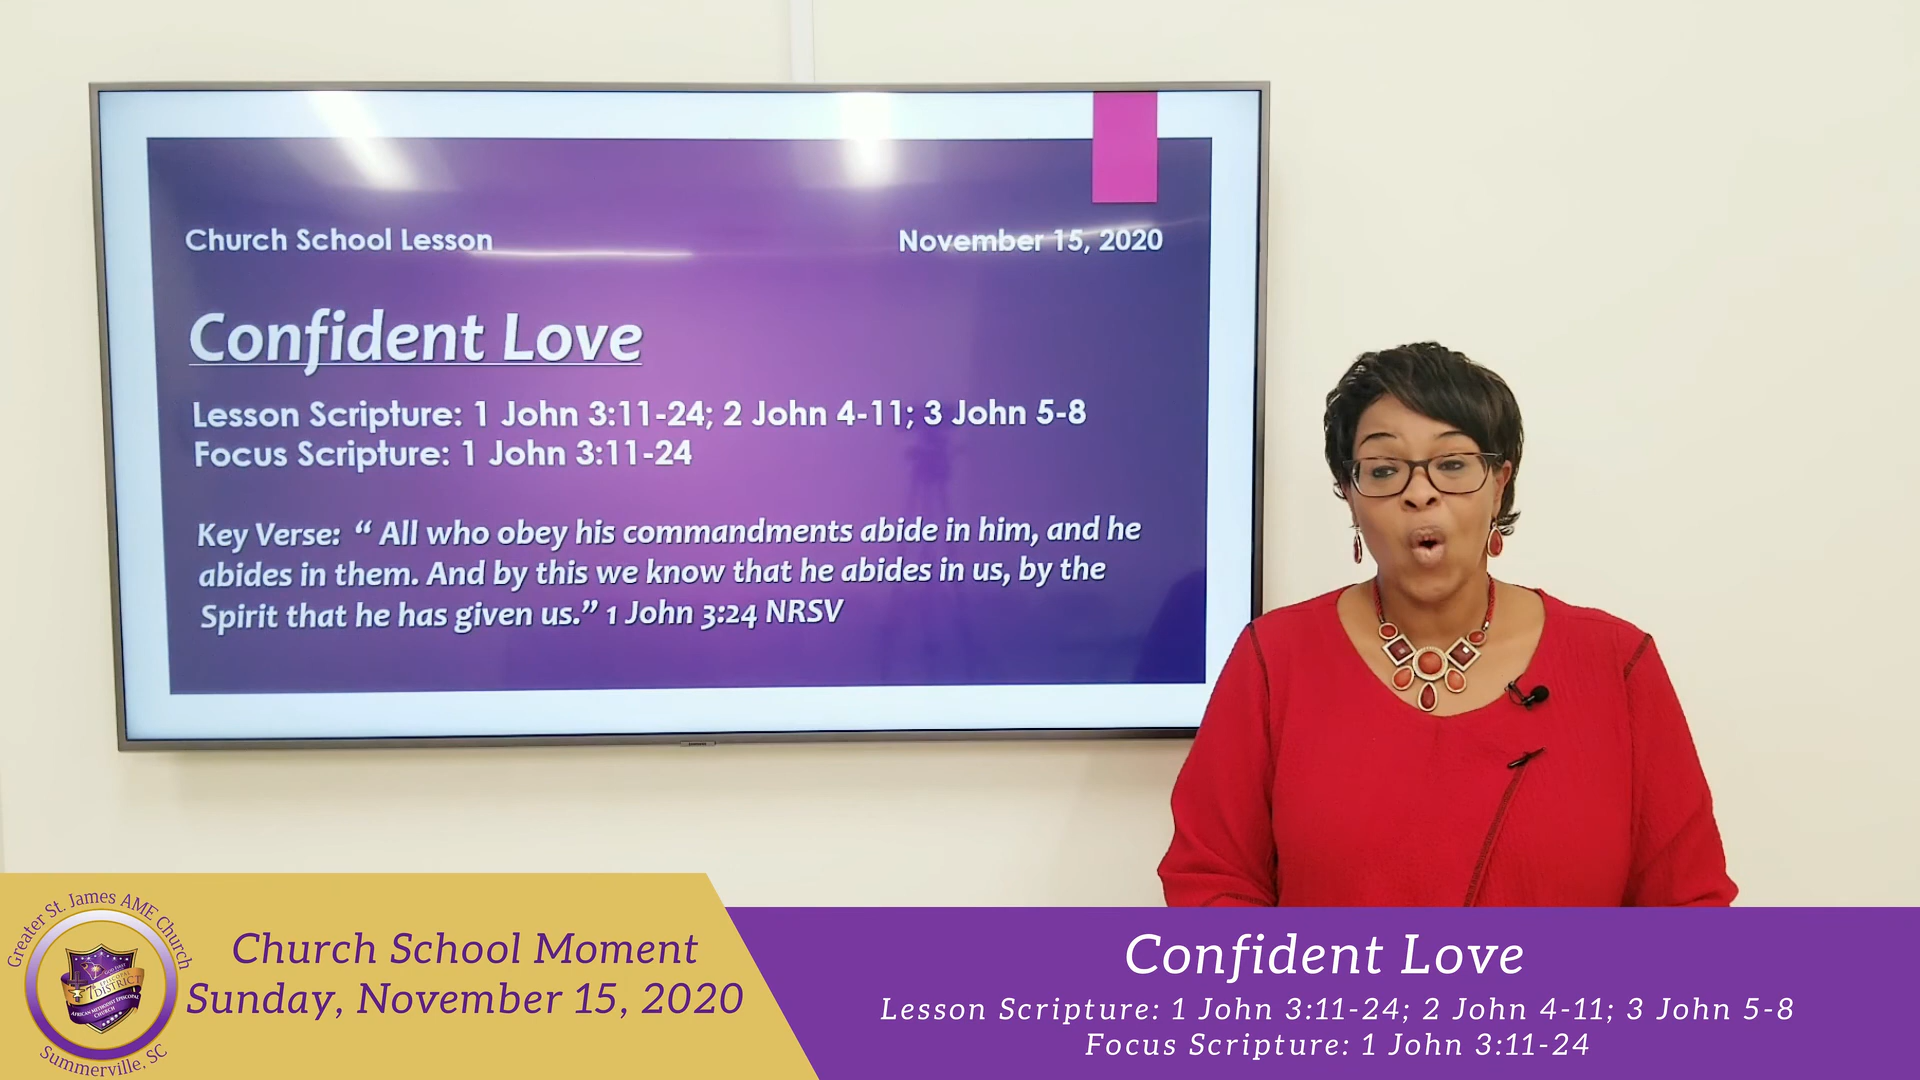 Church School Lesson
November 15, 2020
Confident Love
Lesson Scripture: 1 John 3:11-24; 2 John 4-11; 3 John 5-8
Focus Scripture: 1 John 3:11-24
Key Verse: “ All who obey his commandments abide in him, and he
abides in them. And by this we know that he abides in us, by the
Spirit that he has given us.” 1 John 3:24 NRSV
Greater St. James AME Church
DISTRICT
AFRICAN METHODIST EPISCOPAL
CHURCH
Summerville, SC
Church School Moment
Sunday, November 15, 2020
Confident Love
Lesson Scripture: 1 John 3:11-24; 2 John 4-11; 3 John 5-8
Focus Scripture: 1 John 3:11-24